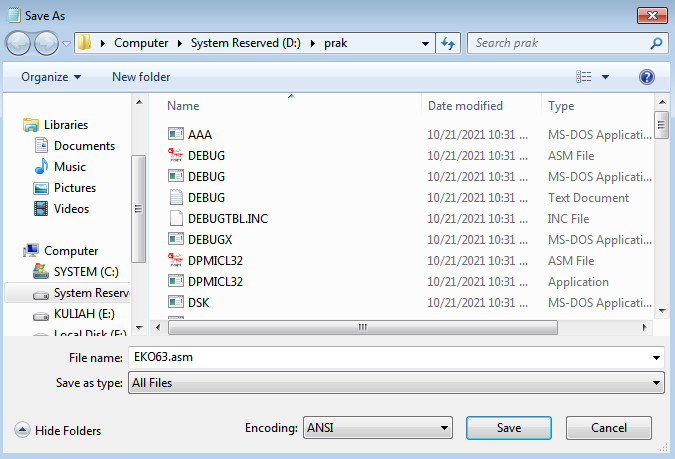 Save As
Computer ▸ System Reserved (D:) ▸ prak
Search prak
Organize
New folder
Name Date modified Type
Libraries
Documents
Music
Pictures
Videos
Computer
SYSTEM (C:)
System Reserv
KULIAH (E:)
Local Disk (F:)
AAA 10/21/2021 10:31 ... MS-DOS Applicati...
DEBUG 10/21/2021 10:31 ... ASM File
DEBUG 10/21/2021 10:31 ... MS-DOS Applicati...
DEBUG 10/21/2021 10:31 ... Text Document
DEBUGTBL.INC 10/21/2021 10:31 ... INC File
DEBUGX 10/21/2021 10:31 ... MS-DOS Applicati...
DPMICL32 10/21/2021 10:31 ... ASM File
DPMICL32 10/21/2021 10:31 ... Application
DSK 10/21/2021 10:31 ... MS-DOS Applicati...
File name: EKO63.asm
Save as type: All Files
Hide Folders
Encoding: ANSI
Save
Cancel